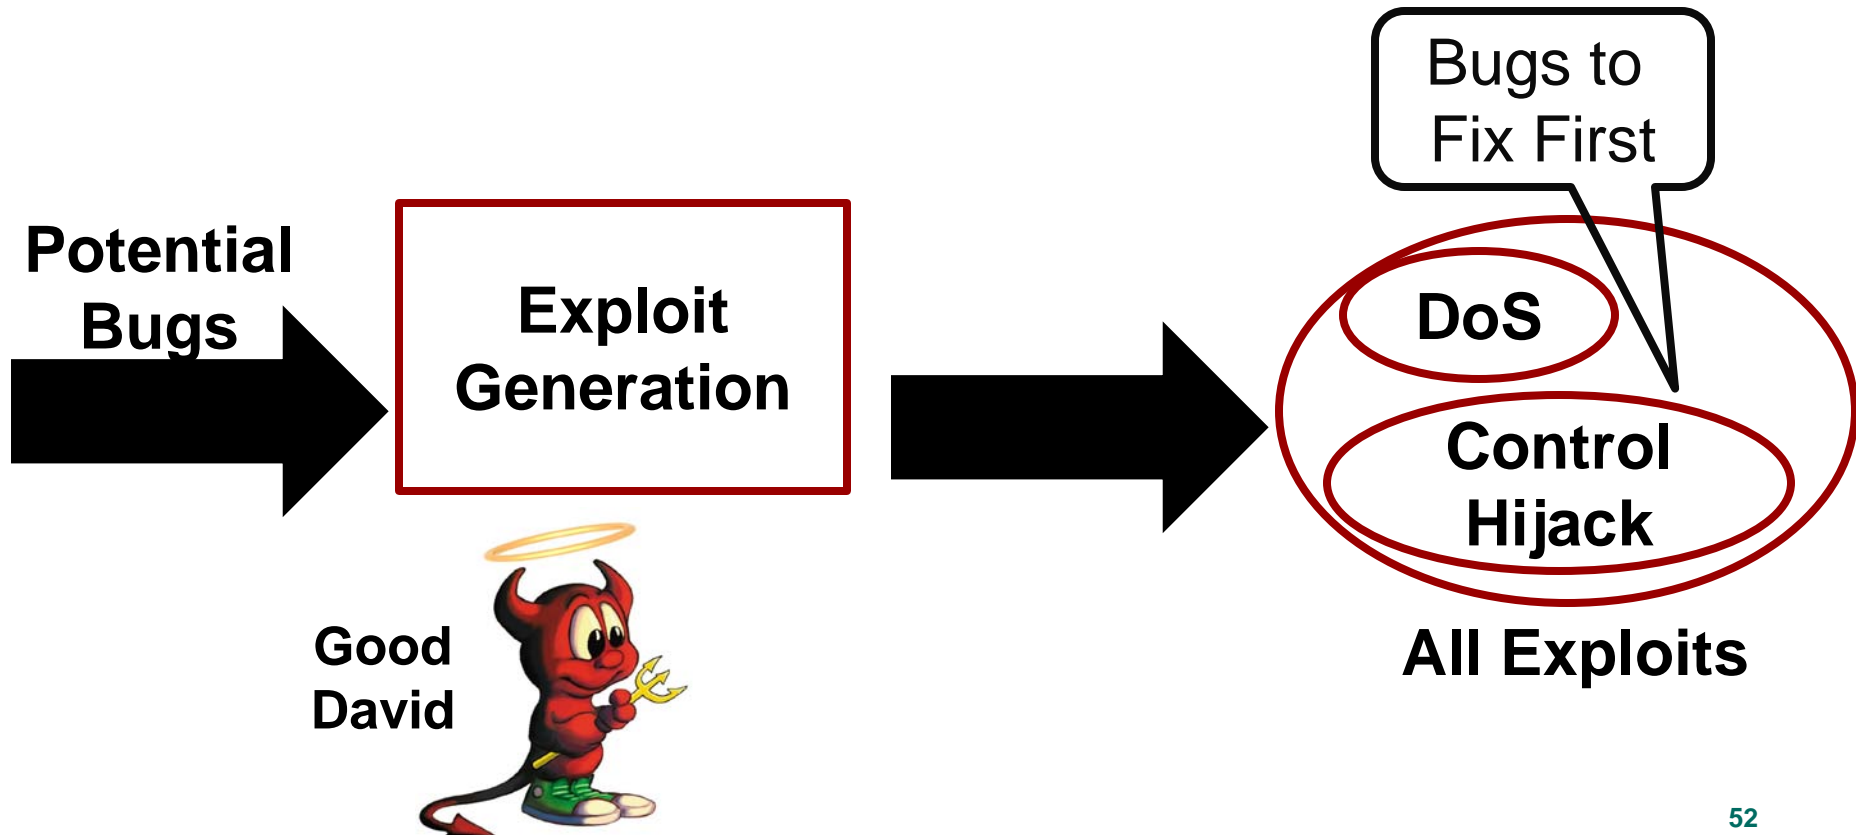 Bugs to
Fix First
Potential
Bugs
Exploit
Generation
DoS
Control
Hijack
All Exploits
Good
David
52